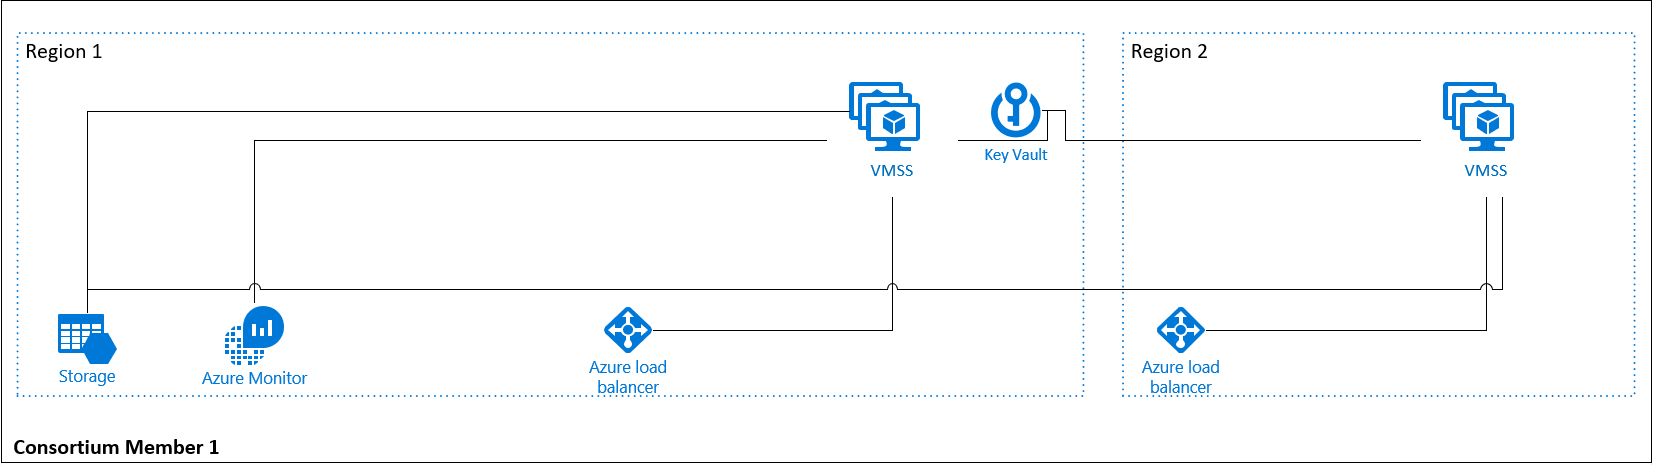 Region 1
Region 2
Key Vault
VMSS
VMSS
Storage
Azure Monitor
Azure load
balancer
Azure load
balancer
Consortium Member 1